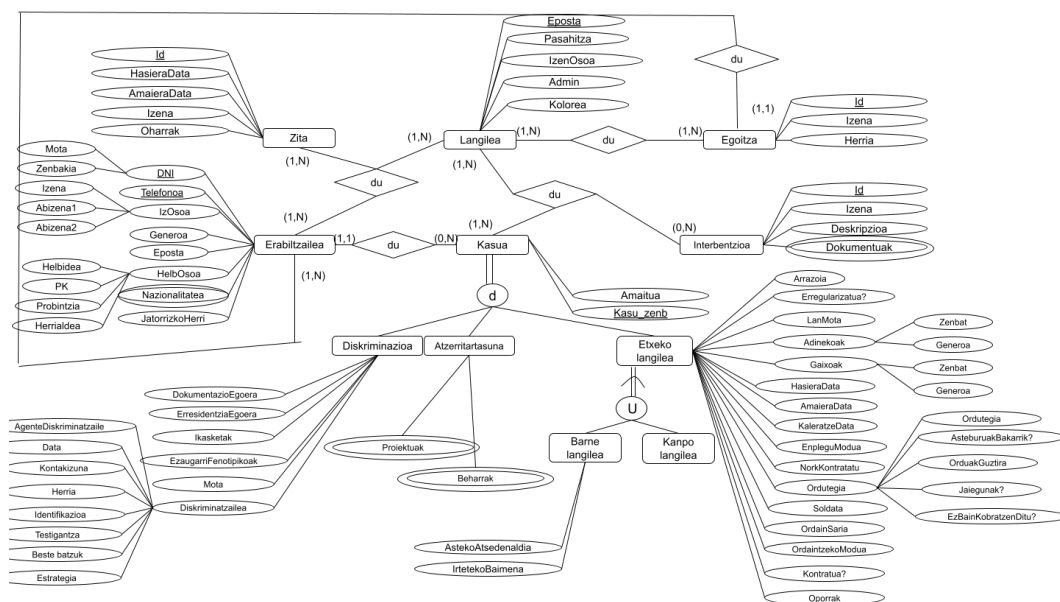 Eposta
Pasahitza
IzenOsoa
Admin
Kolorea
du
Id
HasieraData
AmaieraData
Izena
Oharrak
Zita
(1,N)
(1,N)
Langilea
(1,N)
(1,N)
du
(1,N)
Egoitza
(1,1)
Id
Izena
Herria
Mota
Zenbakia
Izena
Abizena1
Abizena2
DNI
Telefonoa
IzOsoa
Generoa
Eposta
HelbOsoa
Nazionalitatea
JatorrizkoHerri
Helbidea
PK
Probintzia
Herrialdea
du
(1,N)
Erabiltzailea
(1,1)
(1,N)
du
(0,N)
Kasua
(1,N)
du
(0,N)
Interbentzioa
Id
Izena
Deskripzioa
Dokumentuak
Amaitua
Kasu_zenb
d
Diskriminazioa
Atzerritartasuna
Etxeko
langilea
Arrazoia
Erregularizatua?
LanMota
Adinekoak
Zenbat
Generoa
Gaixoak
Zenbat
Generoa
HasieraData
AmaieraData
KaleratzeData
EnpleguModua
NorkKontratatu
Ordutegia
Soldata
OrdainSaria
OrdaintzekoModua
Kontratua?
Oporrak
Ordutegia
AsteburuakBakarrik?
OrduakGuztira
Jaiegunak?
EzBainKobratzenDitu?
U
Barne
langilea
Kanpo
langilea
AstekoAtsedenaldia
IrtetekoBaimena
Proiektuak
Beharrak
DokumentazioEgoera
ErresidentziaEgoera
Ikasketak
EzaugarriFenotipikoak
Mota
Diskriminatzailea
AgenteDiskriminatzaile
Data
Kontakizuna
Herria
Identifikazioa
Testigantza
Beste batzuk
Estrategia